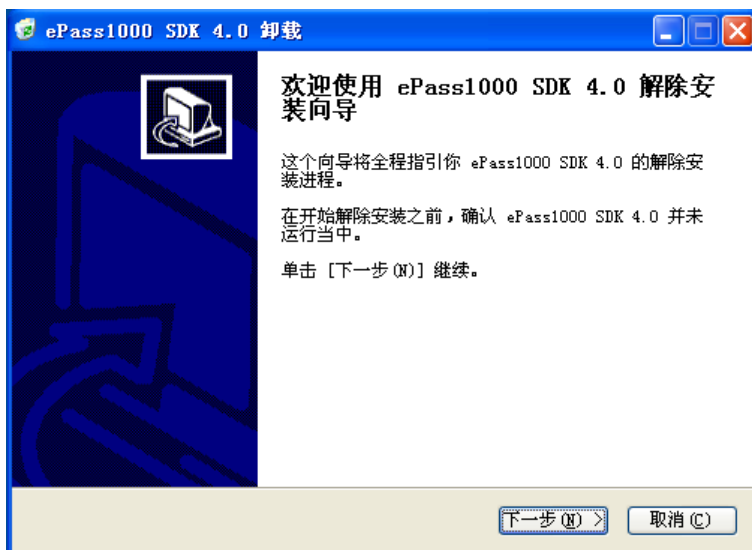 ePass1000 SDK 4.0 卸载
欢迎使用 ePass1000 SDK 4.0 解除安
装向导
这个向导将全程指引你 ePass1000 SDK 4.0 的解除安
装进程。
在开始解除安装之前，确认 ePass1000 SDK 4.0 并未
运行当中。
单击 [下一步(N)] 继续。
下一步(N) >
取消(C)